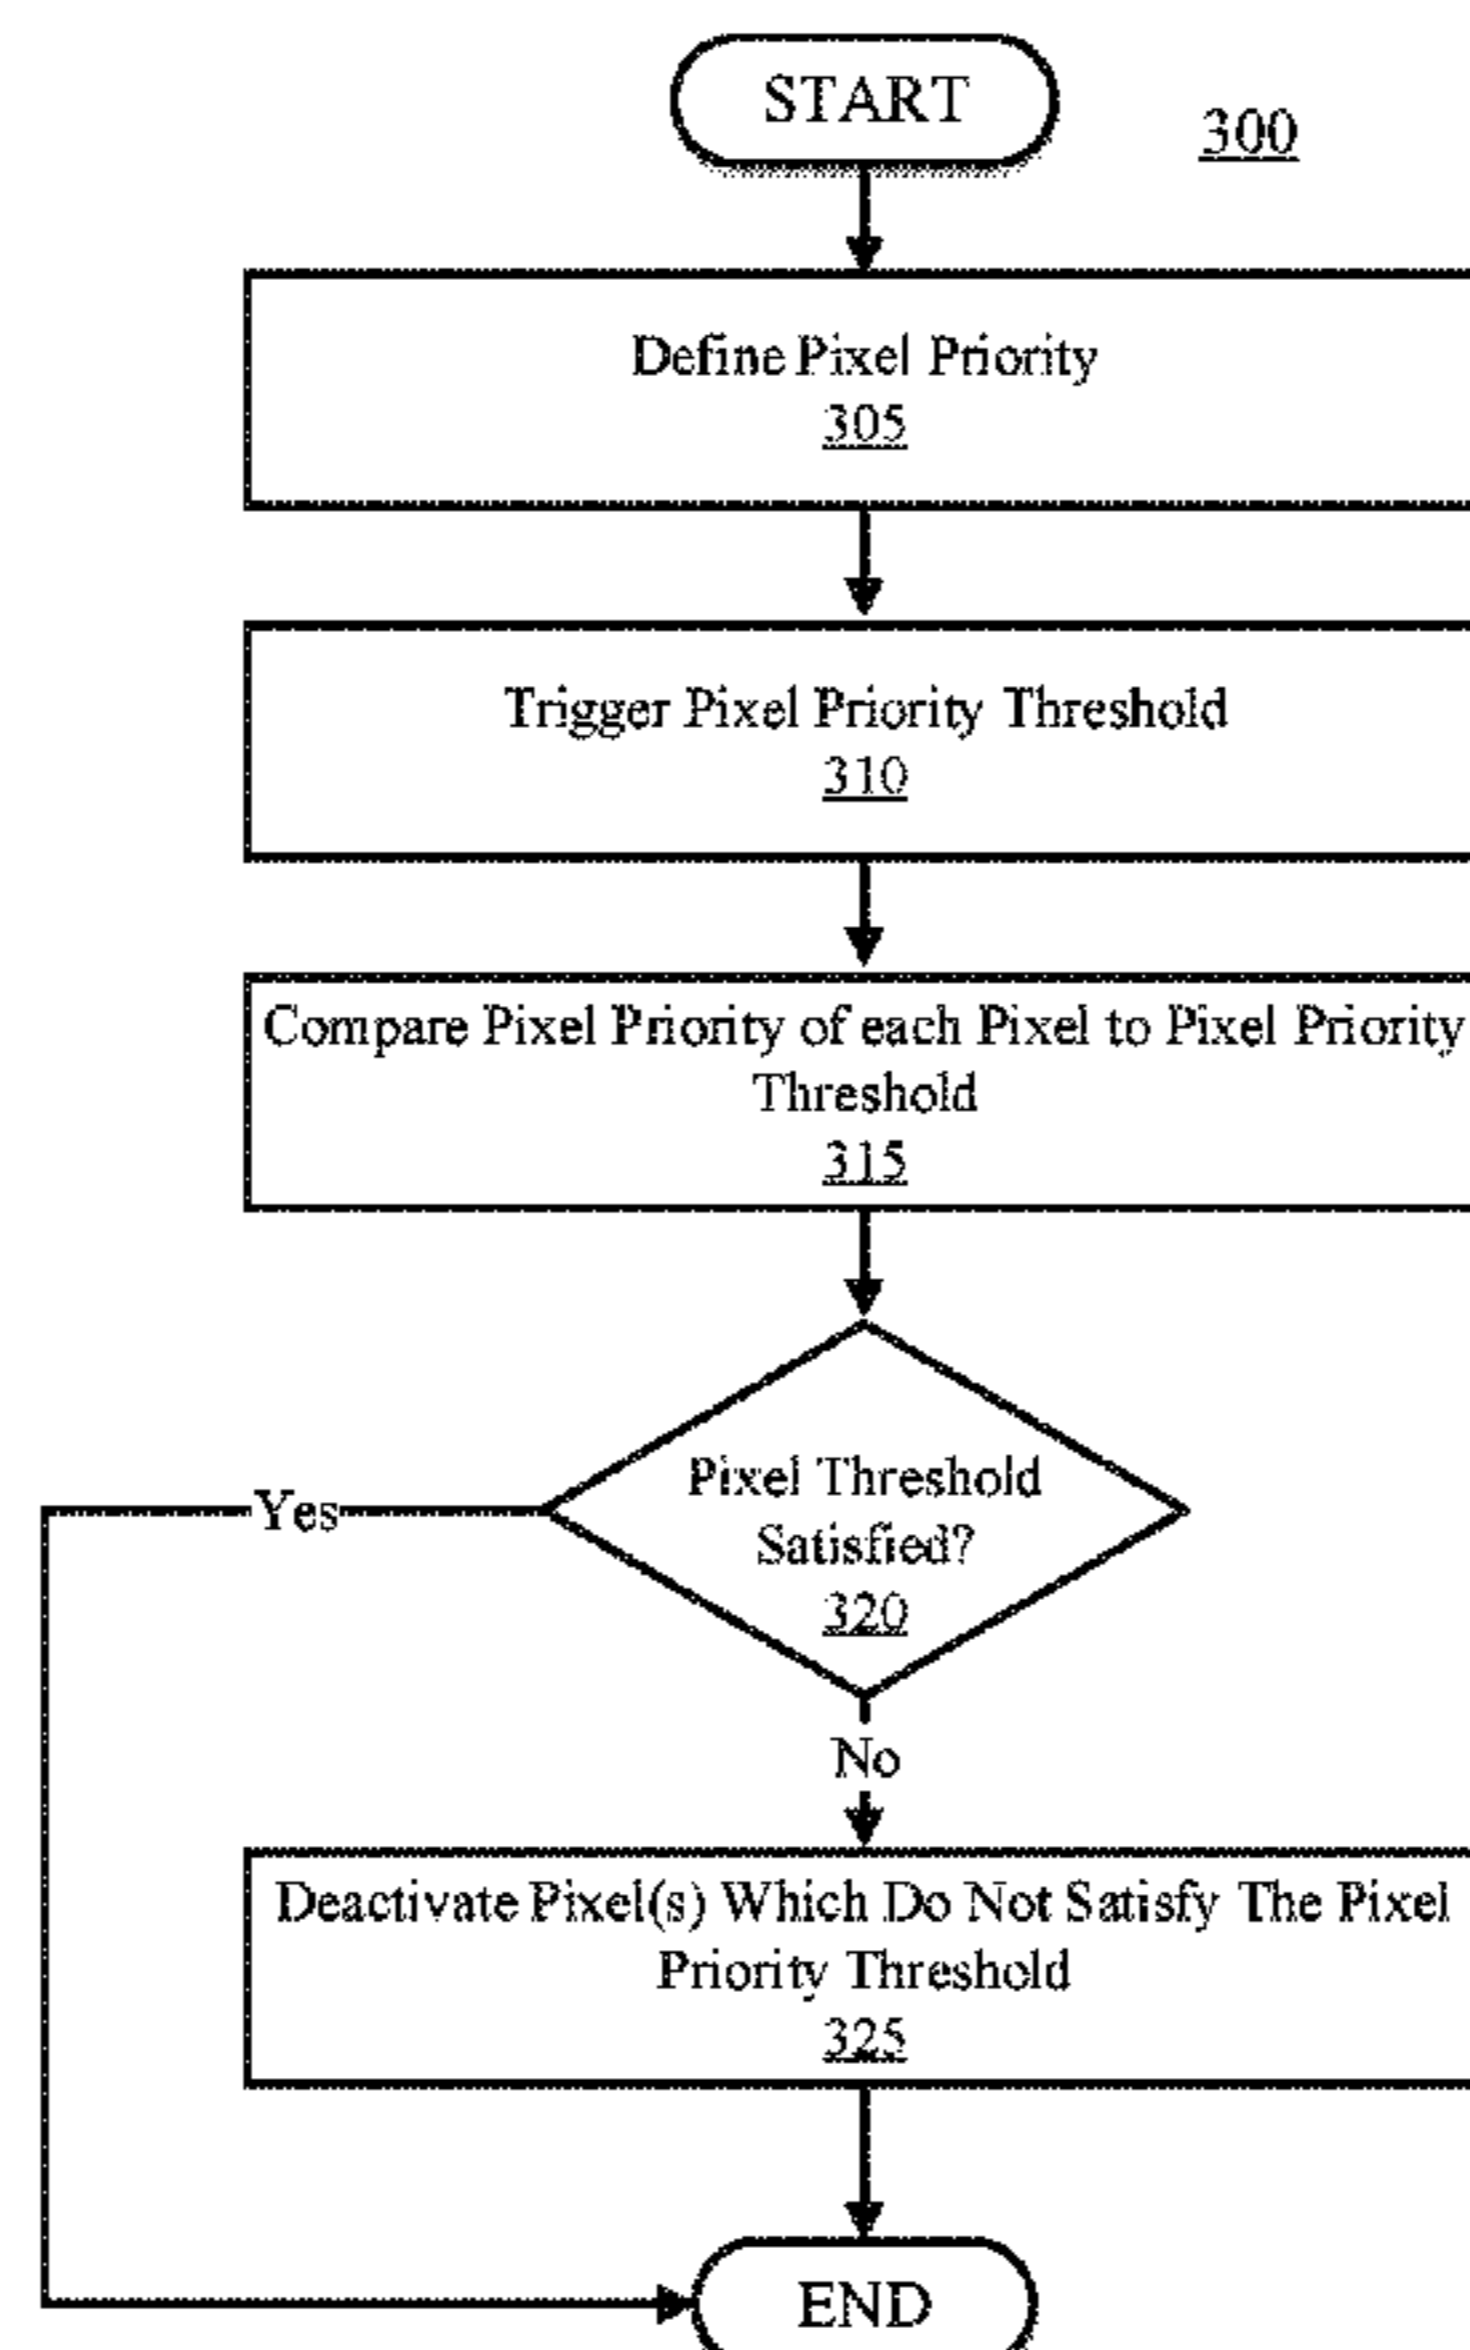 START
300
Define Pixel Priority
305
Trigger Pixel Priority Threshold
310
Compare Pixel Priority of each Pixel to Pixel Priority
Threshold
315
Pixel Threshold
Satisfied?
320
Yes
No
Deactivate Pixel(s) Which Do Not Satisfy The Pixel
Priority Threshold
325
END